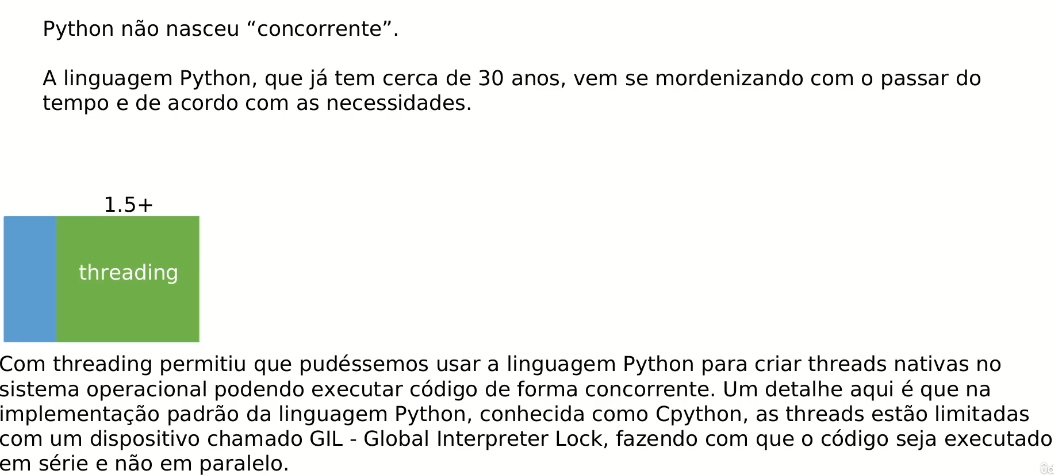 Python não nasceu “concorrente”.
A linguagem Python, que já tem cerca de 30 anos, vem se mordenizando com o passar do
tempo e de acordo com as necessidades.
1.5+
threading
Com threading permitiu que pudéssemos usar a linguagem Python para criar threads nativas no
sistema operacional podendo executar código de forma concorrente. Um detalhe aqui é que na
implementação padrão da linguagem Python, conhecida como Cpython, as threads estão limitadas
com um dispositivo chamado GIL - Global Interpreter Lock, fazendo com que o código seja executado
em série e não em paralelo.